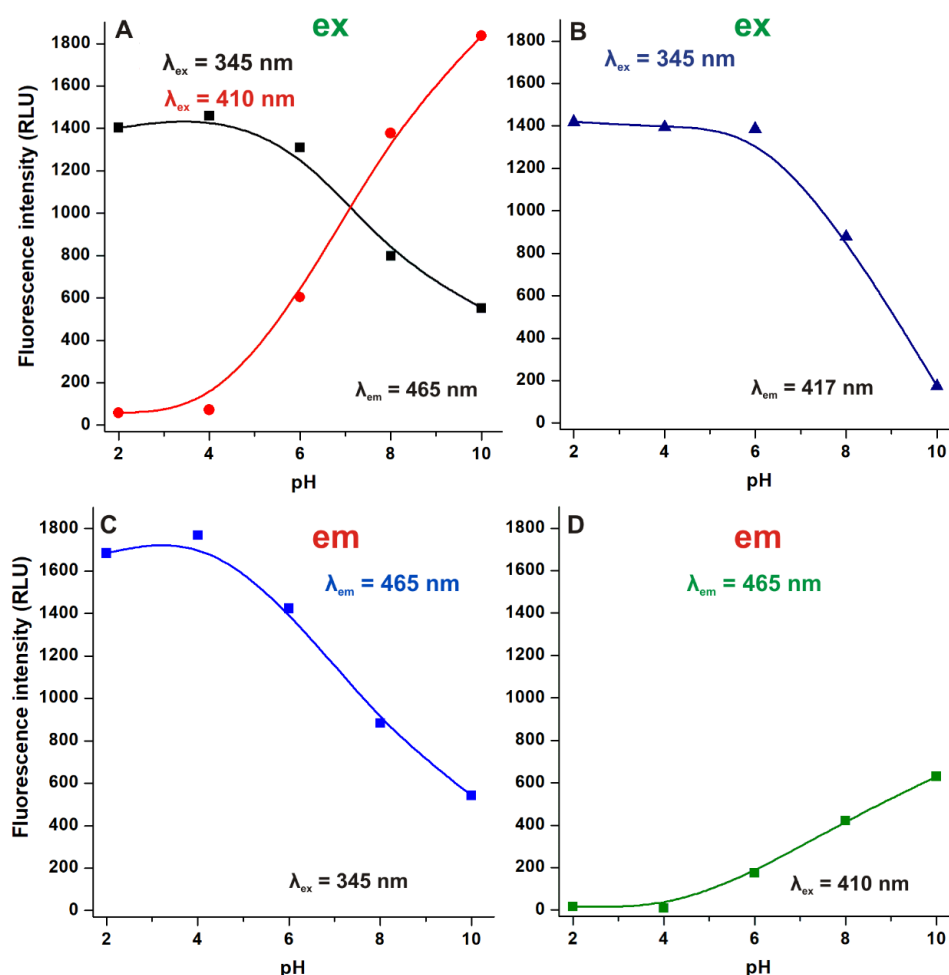 A
ex
λex = 345 nm
λex = 410 nm
λem = 465 nm
Fluorescence intensity (RLU)
1800
1600
1400
1200
1000
800
600
400
200
0
2 4 6 8 10
pH
B
ex
λex = 345 nm
λem = 417 nm
1800
1600
1400
1200
1000
800
600
400
200
0
2 4 6 8 10
pH
C
em
λem = 465 nm
λex = 345 nm
Fluorescence intensity (RLU)
1800
1600
1400
1200
1000
800
600
400
200
0
2 4 6 8 10
pH
D
em
λem = 465 nm
λex = 410 nm
1800
1600
1400
1200
1000
800
600
400
200
0
2 4 6 8 10
pH